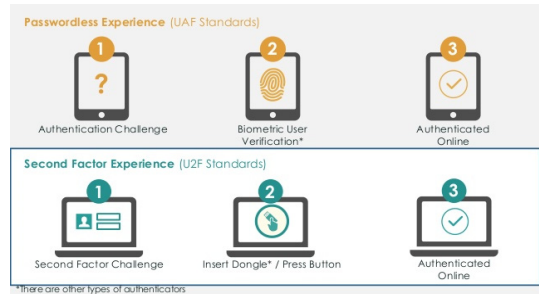 Passwordless Experience (UAF Standards)
1
2
3
?
Authentication Challenge
Biometric User
Verification*
Authenticated
Online
Second Factor Experience (U2F Standards)
1
2
3
Second Factor Challenge
Insert Dongle* / Press Button
Authenticated
Online
*There are other types of authenticators